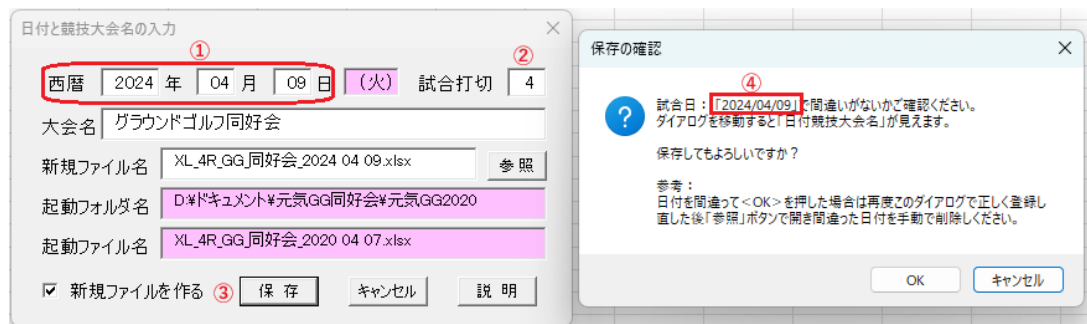 日付と競技大会名の入力
①
②
西暦 2024 年 04 月 09 日 (火) 試合打切 4
大会名 グラウンドゴルフ同好会
新規ファイル名 XL_4R_GG_同好会_2024 04 09.xlsx 参照
起動フォルダ名 D:¥ドキュメント¥元気GG同好会¥元気GG2020
起動ファイル名 XL_4R_GG_同好会_2020 04 07.xlsx
新規ファイルを作る ③ 保存 キャンセル 説明
保存の確認
④
試合日:「2024/04/09」で間違いがないかご確認ください。
ダイアログを移動すると「日付競技大会名」が見えます。
保存してもよろしいですか?
参考:
日付を間違って<OK>を押した場合は再度このダイアログで正しく登録し
直した後「参照」ボタンで開き間違った日付を手動で削除しください。
OK キャンセル